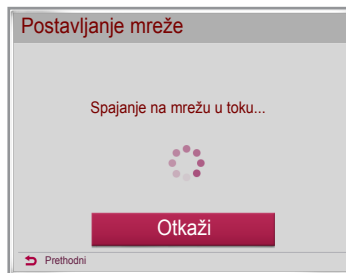 Postavljanje mreže
Spajanje na mrežu u toku...
Otkaži
Prethodni